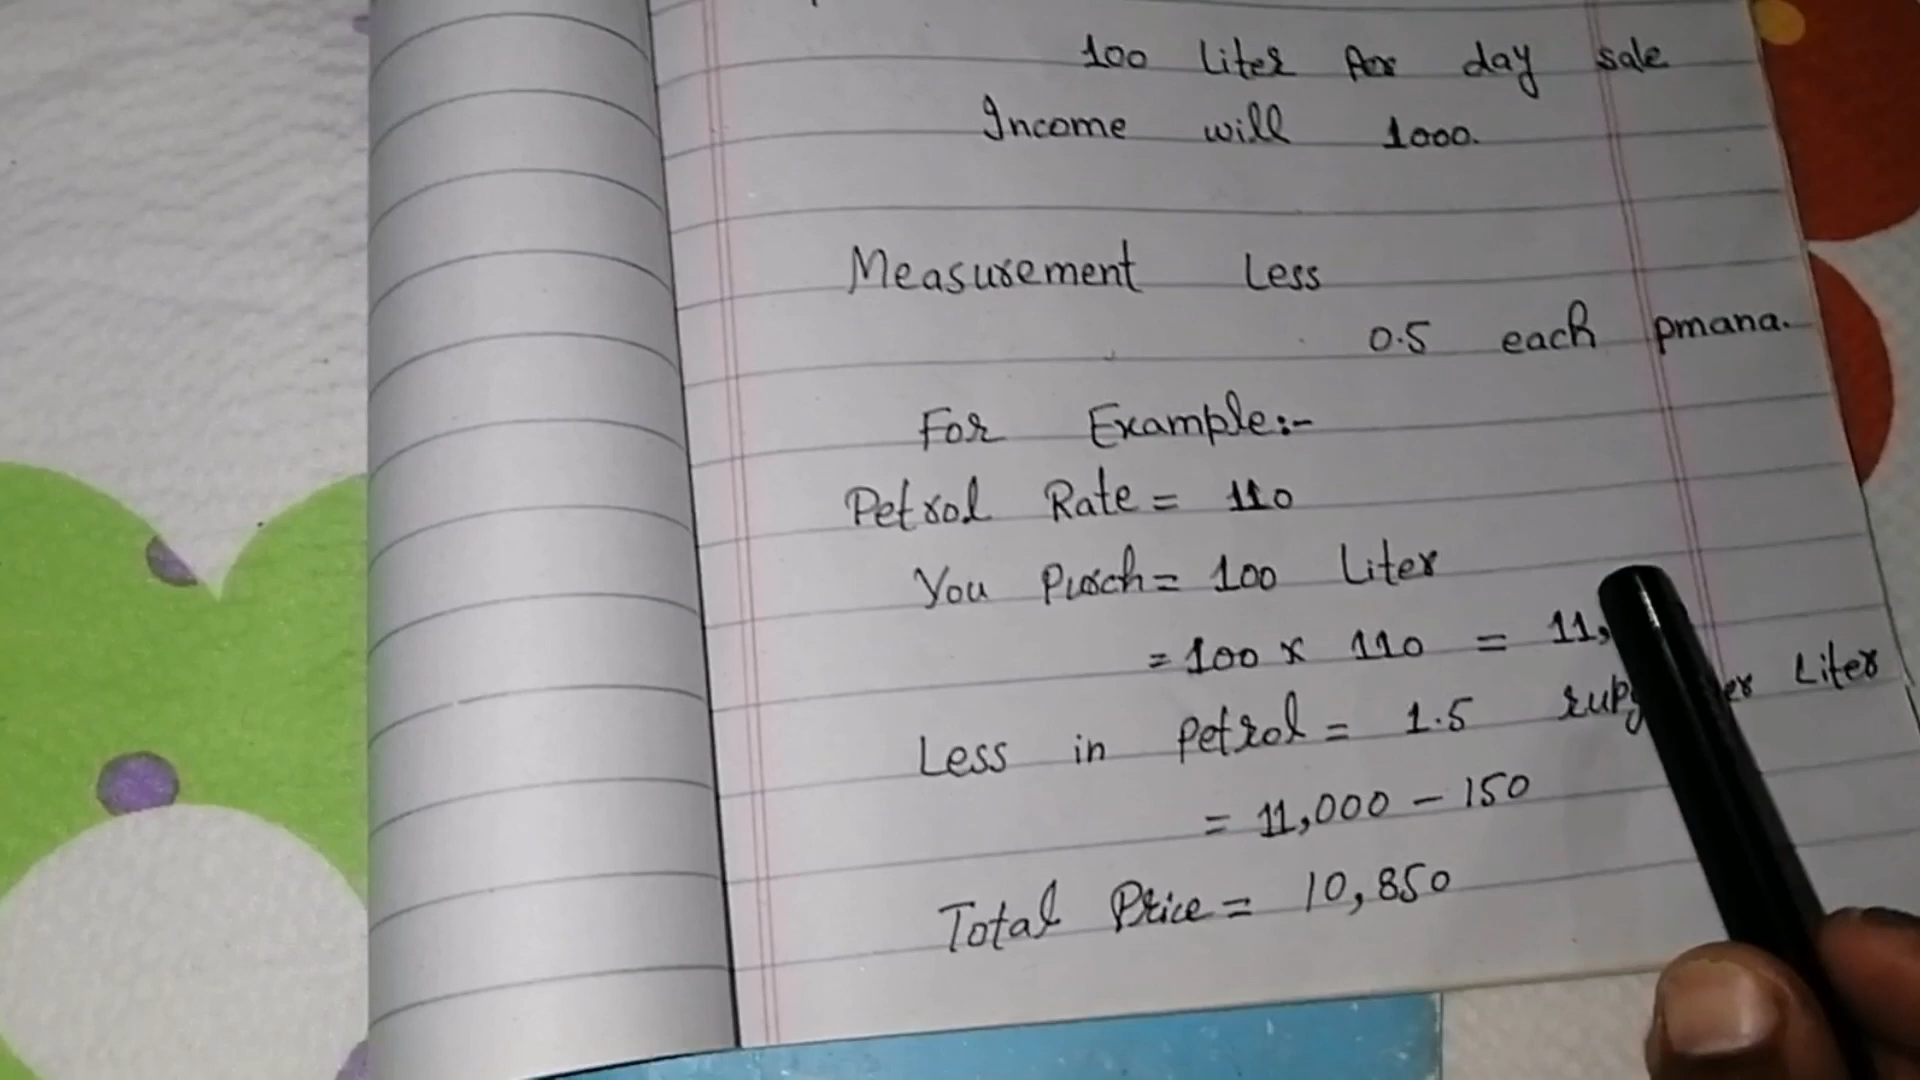 100 Liter Per day sale
Income will 1000.
Measurement Less
0.5 each pmana.
For Example:-
Petrol Rate = 110
You Purch = 100 Liter
= 100 x 110 = 11,
Less in Petrol = 1.5 Liter
= 11,000 - 150
Total Price = 10,850